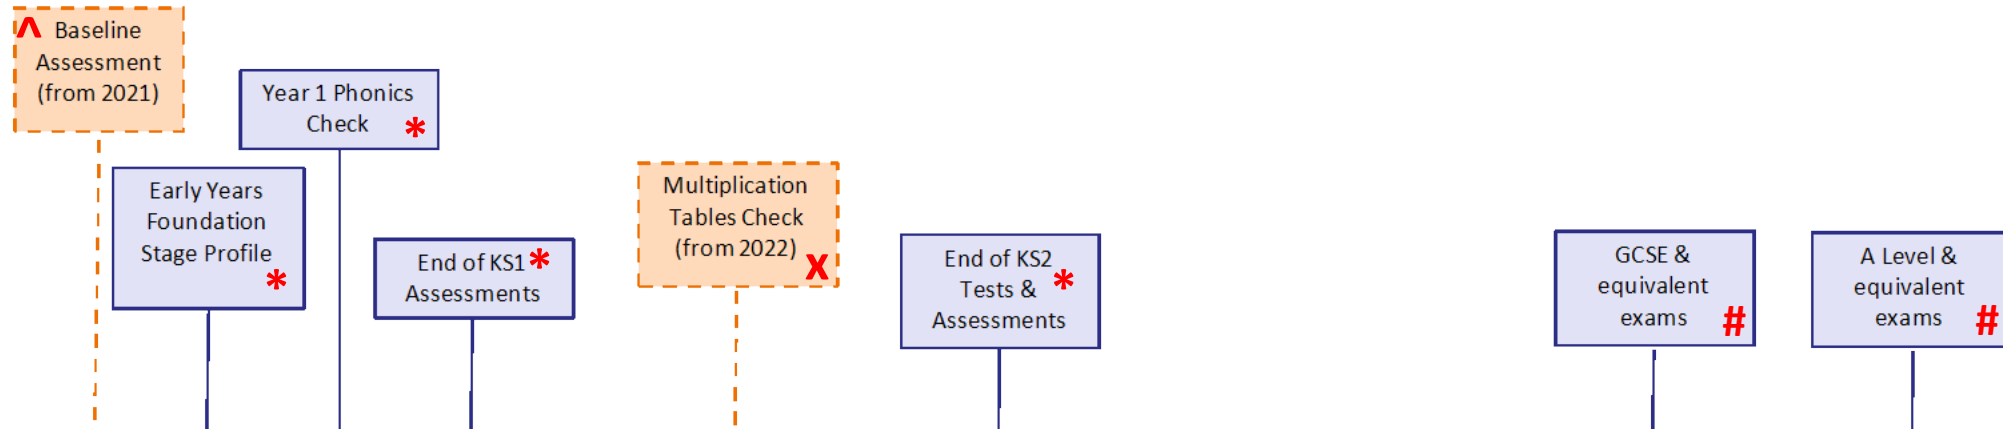 ^ Baseline
Assessment
(from 2021)
Year 1 Phonics
Check *
Early Years
Foundation
Stage Profile
*
End of KS1 *
Assessments
Multiplication
Tables Check
(from 2022) X
End of KS2
Tests & *
Assessments
GCSE &
equivalent
exams #
A Level &
equivalent
exams #